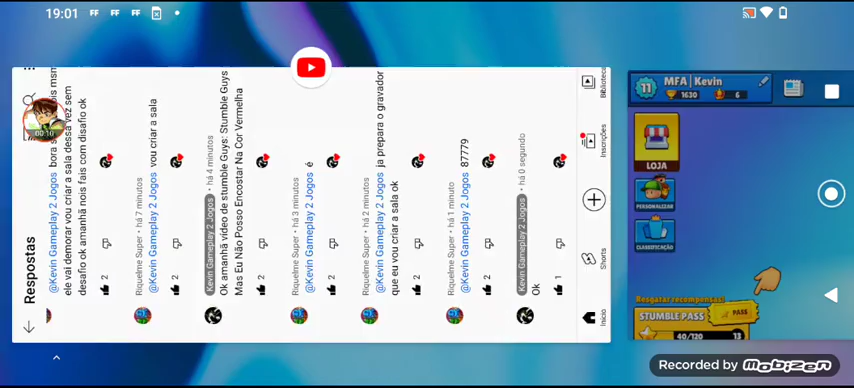 19:01
Respostas
@Kevin Gameplay 2 Jogos bora
ele vai demorar vou criar a sala dessa vez sem
desafio ok amanhã nois fais com disafio ok
2
Riquelme Super • há 7 minutos
@Kevin Gameplay 2 Jogos vou criar a sala
2
Kevin Gameplay 2 Jogos • há 4 minutos
Ok amanhã vídeo de stumble Guys: Stumble Guys
Mas Eu Não Posso Encostar Na Cor Vermelha
2
Riquelme Super • há 3 minutos
@Kevin Gameplay 2 Jogos é
2
Riquelme Super • há 2 minutos
@Kevin Gameplay 2 Jogos ja prepara o gravador
que eu vou criar a sala ok
2
Riquelme Super • há 1 minuto
@Kevin Gameplay 2 Jogos 87779
2
Kevin Gameplay 2 Jogos • há 0 segundo
Ok
1
Início
Shorts
Inscrições
Biblioteca
00:10
11
MFA | Kevin
1630
6
LOJA
PERSONALIZAR
CLASSIFICAÇÃO
Resgatar recompensas!
STUMBLE PASS
PASS
40/120
13
Recorded by mobizen